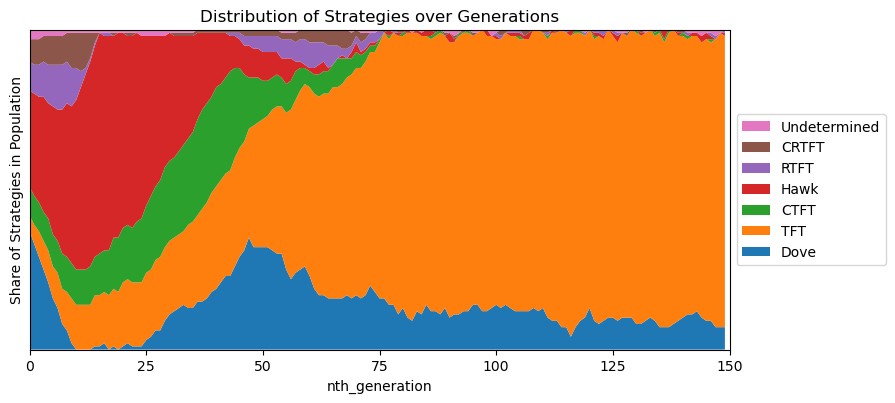 Distribution of Strategies over Generations
Share of Strategies in Population
0
25
50
75
100
125
150
nth_generation
Undetermined
CRTFT
RTFT
Hawk
CTFT
TFT
Dove